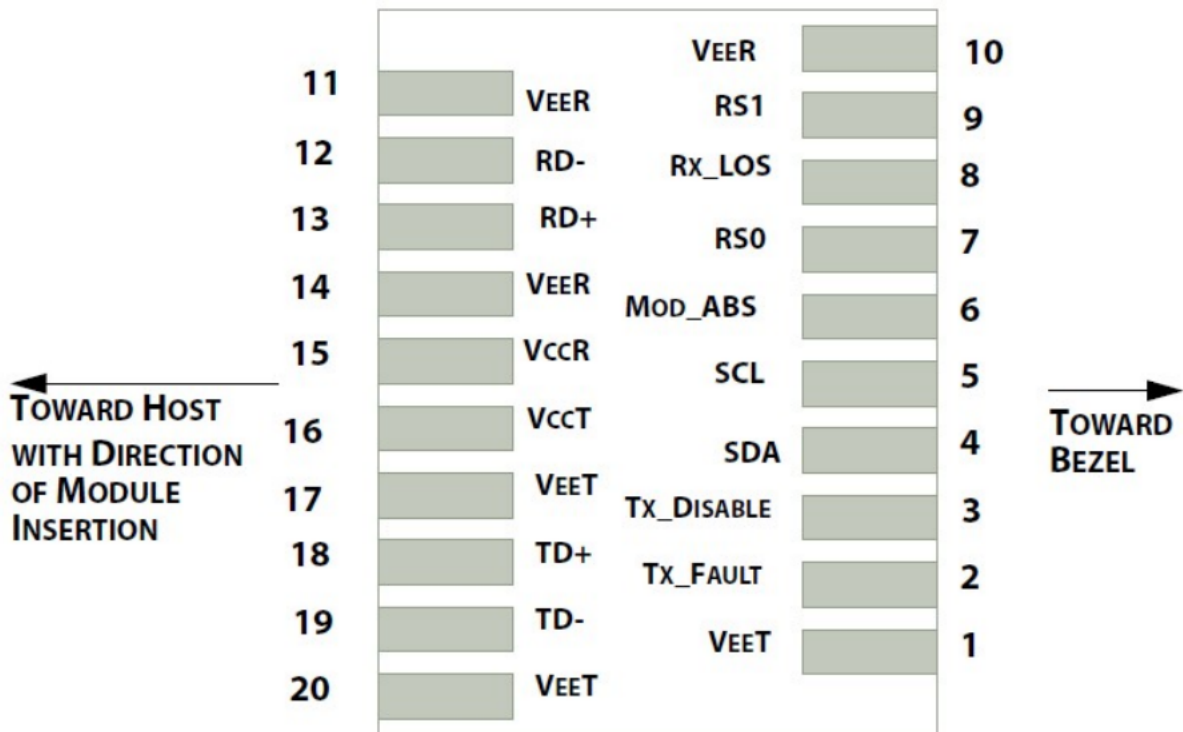 VEER 10
11 VEER
RS1 9
12 RD-
RX_LOS 8
13 RD+
RS0 7
14 VEER
MOD_ABS 6
15 VCCR
SCL 5
16 VCCT
SDA 4
17 VEET
TX_DISABLE 3
18 TD+
TX_FAULT 2
19 TD-
VEET 1
20 VEET
TOWARD HOST
WITH DIRECTION
OF MODULE
INSERTION
TOWARD
BEZEL